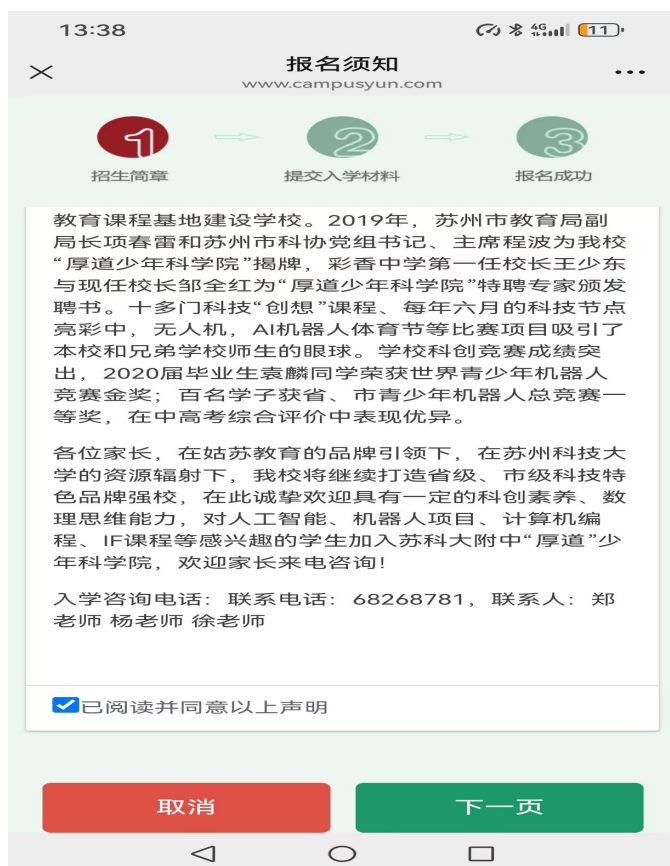 13:38
4G
11
报名须知
www.campusyun.com
1
2
3
招生简章
提交入学材料
报名成功
教育课程基地建设学校。2019年，苏州市教育局副
局长项春雷和苏州市科协党组书记、主席程波为我校
“厚道少年科学院”揭牌，彩香中学第一任校长王少东
与现任校长邹全红为“厚道少年科学院”特聘专家颁发
聘书。十多门科技“创想”课程、每年六月的科技节点
亮彩中，无人机，AI机器人体育节等比赛项目吸引了
本校和兄弟学校师生的眼球。学校科创竞赛成绩突
出，2020届毕业生袁麟同学荣获世界青少年机器人
竞赛金奖；百名学子获省、市青少年机器人总竞赛一
等奖，在中高考综合评价中表现优异。
各位家长，在姑苏教育的品牌引领下，在苏州科技大
学的资源辐射下，我校将继续打造省级、市级科技特
色品牌强校，在此诚挚欢迎具有一定的科创素养、数
理思维能力，对人工智能、机器人项目、计算机编
程、IF课程等感兴趣的学生加入苏科大附中“厚道”少
年科学院，欢迎家长来电咨询!
入学咨询电话：联系电话：68268781，联系人：郑
老师 杨老师 徐老师
已阅读并同意以上声明
取消
下一页